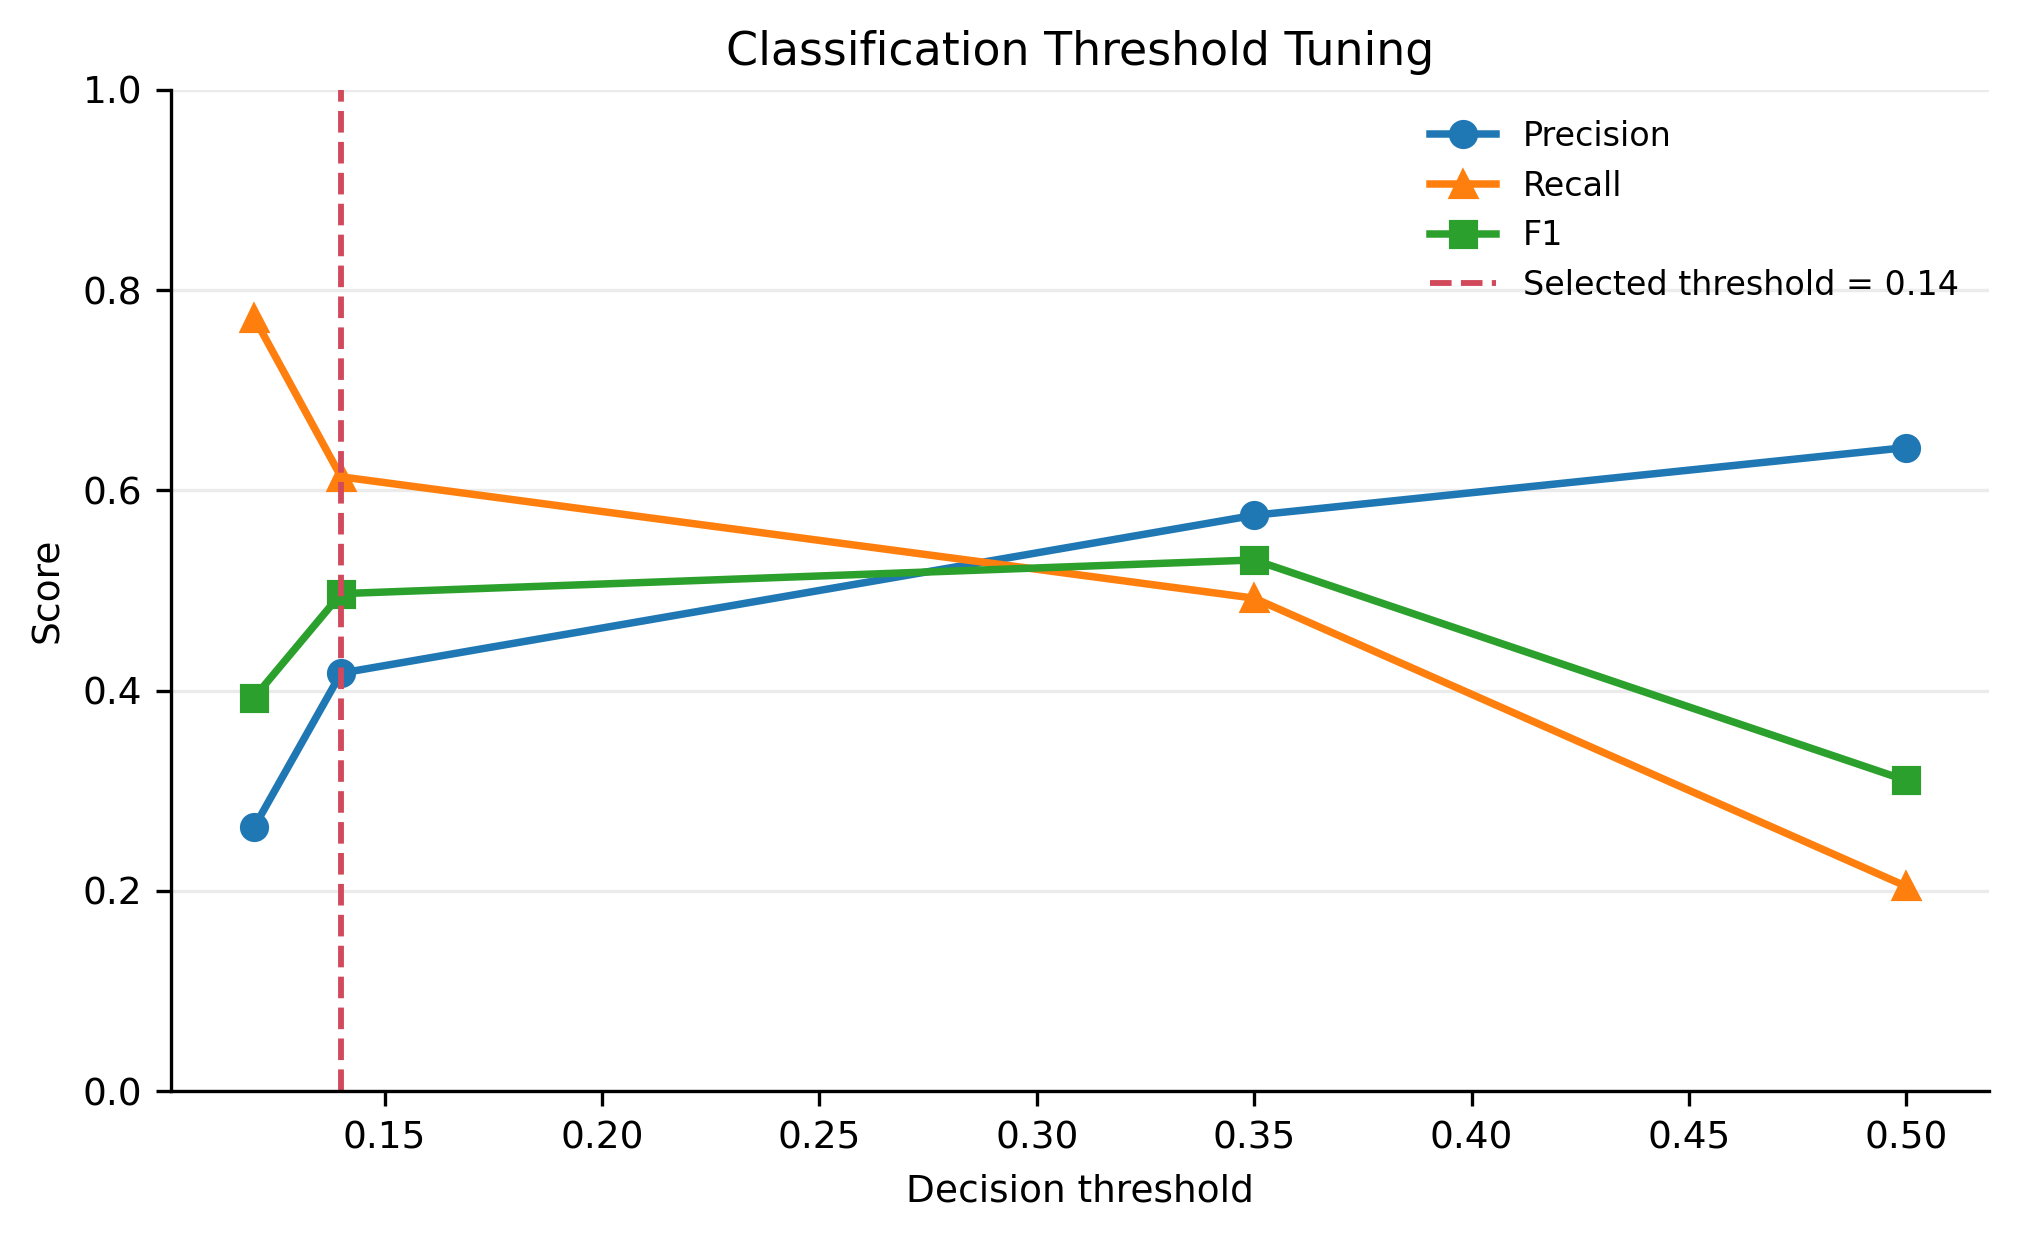 Classification Threshold Tuning
1.0
0.8
0.6
0.4
0.2
0.0
Score
Precision
Recall
F1
Selected threshold = 0.14
0.15 0.20 0.25 0.30 0.35 0.40 0.45 0.50
Decision threshold